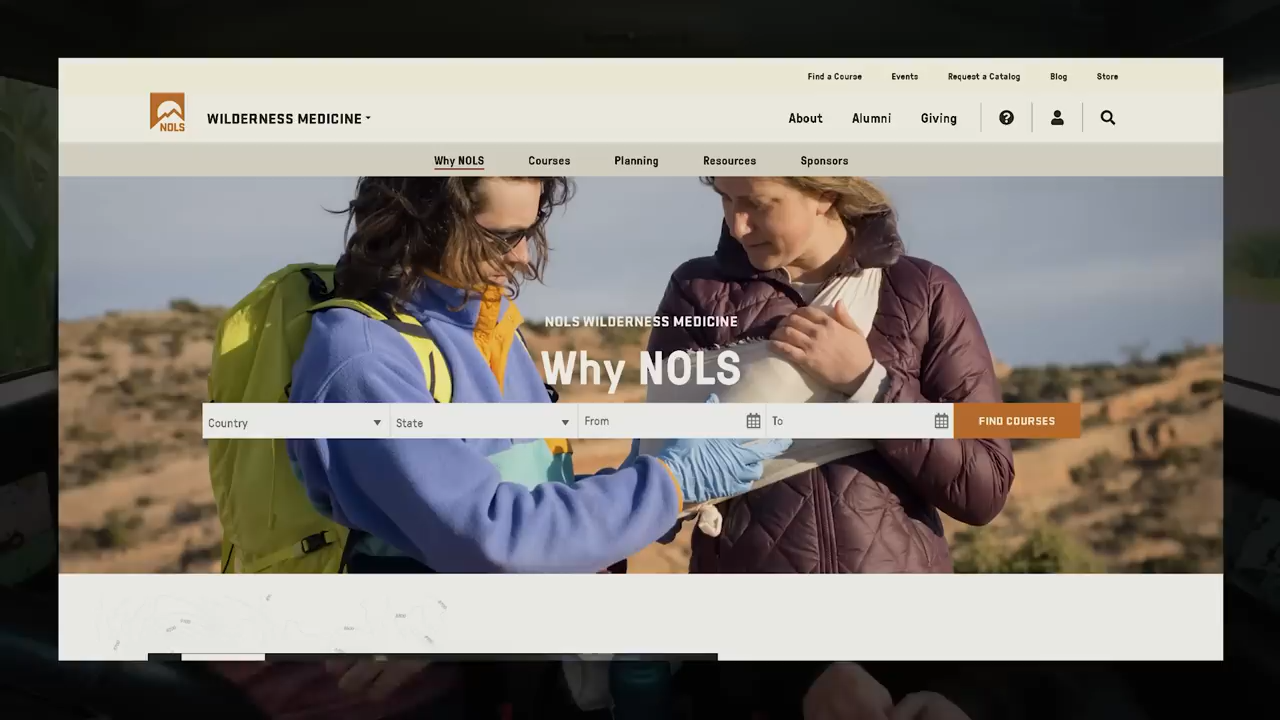 Find a Course Events Request a Catalog Blog Store
NOLS
WILDERNESS MEDICINE
About Alumni Giving
Why NOLS Courses Planning Resources Sponsors
NOLS WILDERNESS MEDICINE
Why NOLS
Country State From To FIND COURSES